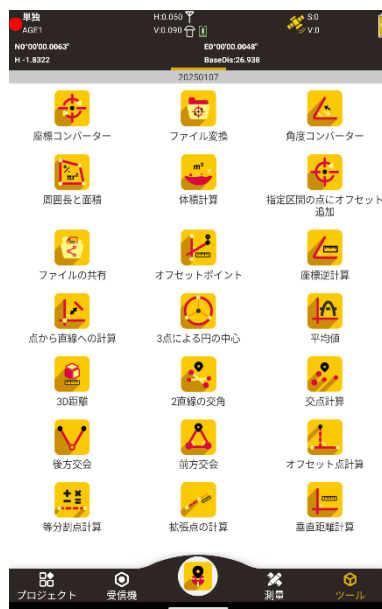 単独 H:0.050 S:0
AGE1 V:0.090 V:0
N0°00'00.0063" E0°00'00.0048"
H -1.8322 BaseDis:26.938
20250107
座標コンバーター ファイル変換 角度コンバーター
周囲長と面積 体積計算 指定区間の点にオフセット
追加
ファイルの共有 オフセットポイント 座標逆計算
点から直線への計算 3点による円の中心 平均値
3D距離 2直線の交角 交点計算
後方交会 前方交会 オフセット点計算
等分割点計算 拡張点の計算 垂直距離計算
プロジェクト 受信機 測量 ツール